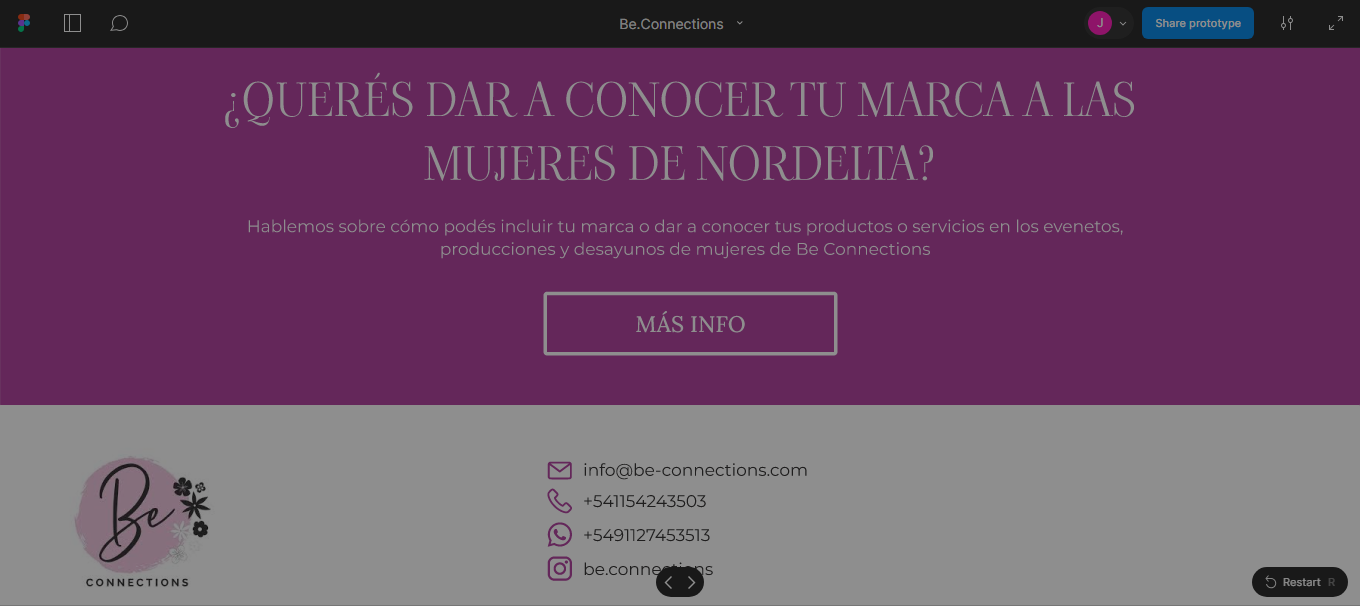 Be.Connections
J
Share prototype
¿QUERÉS DAR A CONOCER TU MARCA A LAS
MUJERES DE NORDELTA?
Hablemos sobre cómo podés incluir tu marca o dar a conocer tus productos o servicios en los evenetos,
producciones y desayunos de mujeres de Be Connections
MÁS INFO
Be
CONNECTIONS
info@be-connections.com
+541154243503
+5491127453513
be.connections
Restart R